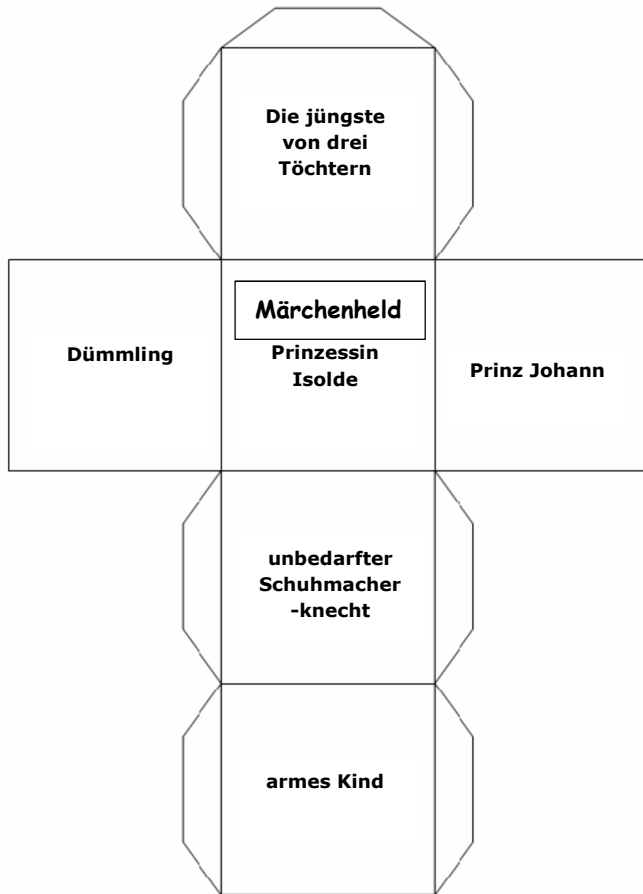 Die jüngste
von drei
Töchtern
Märchenheld
Dümmling
Prinzessin
Isolde
Prinz Johann
unbedarfter
Schuhmacher
-knecht
armes Kind